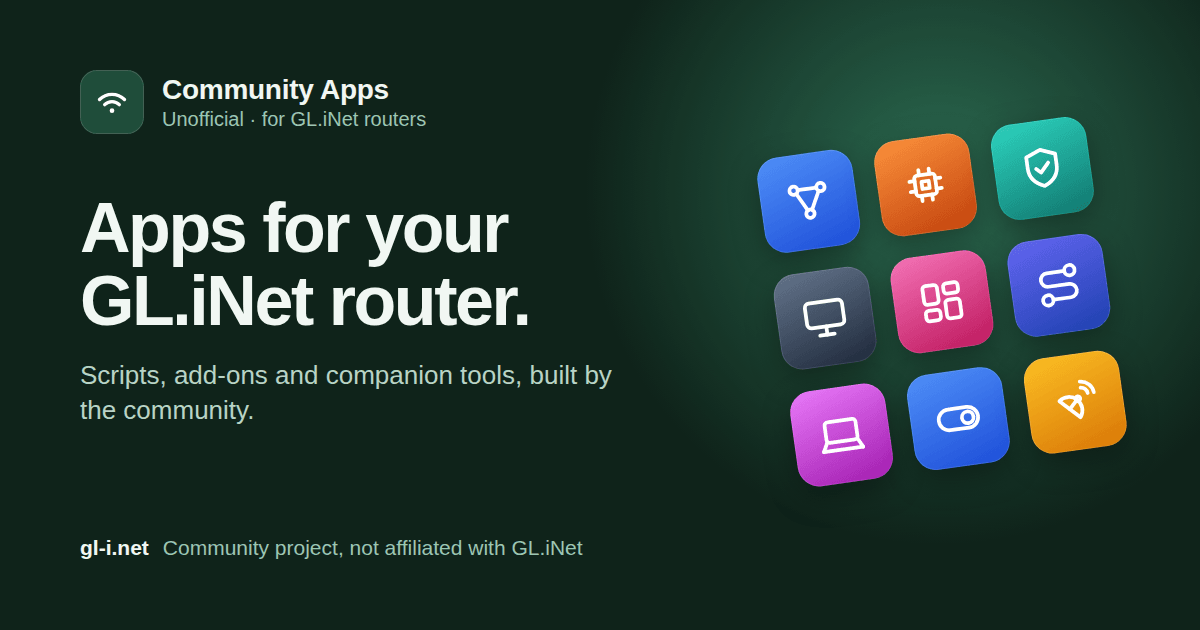 Community Apps
Unofficial · for GL.iNet routers
Apps for your
GL.iNet router.
Scripts, add-ons and companion tools, built by
the community.
gl-i.net Community project, not affiliated with GL.iNet